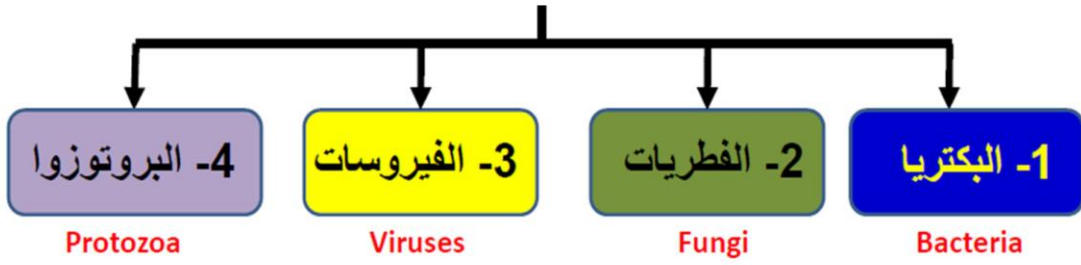 1- البكتريا
2- الفطريات
3- الفيروسات
4- البروتوزوا
Bacteria
Fungi
Viruses
Protozoa